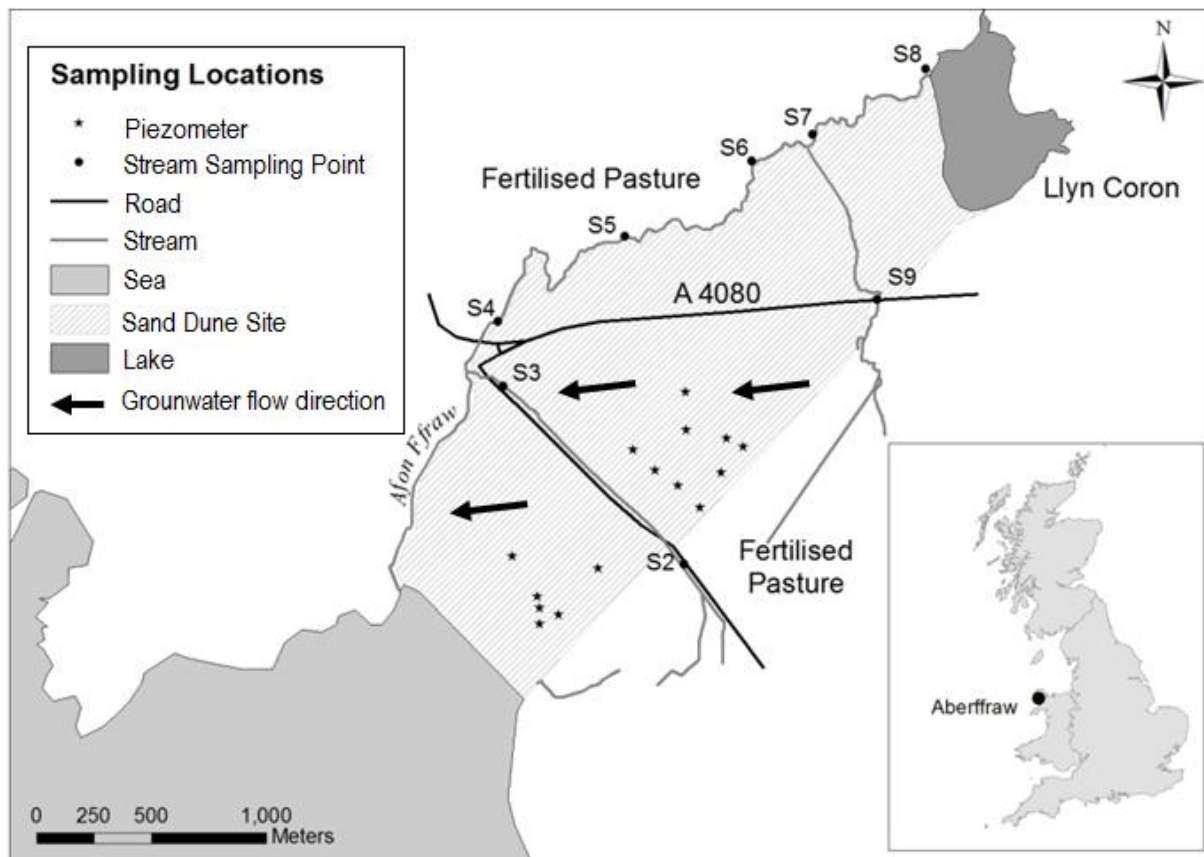 Sampling Locations
Piezometer
Stream Sampling Point
Road
Stream
Sea
Sand Dune Site
Lake
Grounwater flow direction
N
S8
S7
S6
Fertilised Pasture
Llyn Coron
S5
S9
A 4080
S4
S3
Afon Ffraw
S2
Fertilised
Pasture
Aberffraw
0 250 500 1,000
Meters